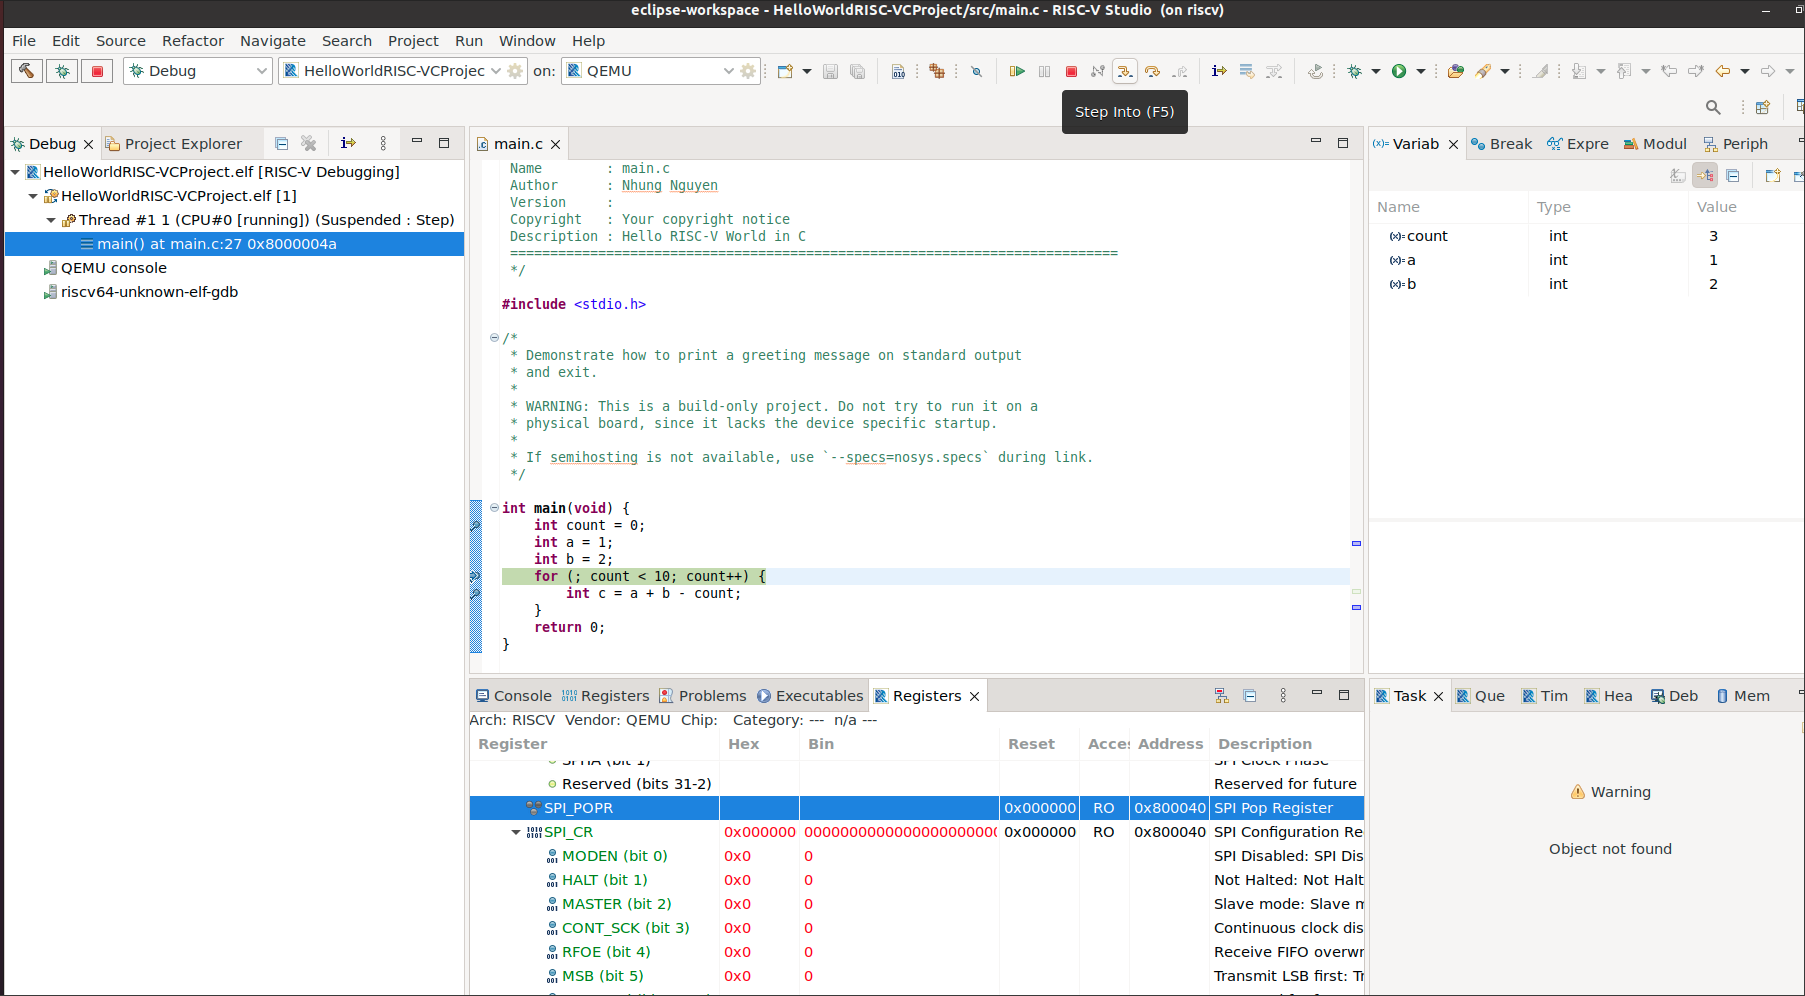 eclipse-workspace - HelloWorldRISC-VCProject/src/main.c - RISC-V Studio (on riscv)
File Edit Source Refactor Navigate Search Project Run Window Help
Debug HelloWorldRISC-VCProjec on: QEMU
Step Into (F5)
Debug Project Explorer
HelloWorldRISC-VCProject.elf [RISC-V Debugging]
HelloWorldRISC-VCProject.elf [1]
Thread #1 1 (CPU#0 [running]) (Suspended : Step)
main() at main.c:27 0x8000004a
QEMU console
riscv64-unknown-elf-gdb
main.c
Name : main.c
Author : Nhung Nguyen
Version :
Copyright : Your copyright notice
Description : Hello RISC-V World in C
============================================================================
*/
#include <stdio.h>
/*
* Demonstrate how to print a greeting message on standard output
* and exit.
*
* WARNING: This is a build-only project. Do not try to run it on a
* physical board, since it lacks the device specific startup.
*
* If semihosting is not available, use `--specs=nosys.specs` during link.
*/
int main(void) {
int count = 0;
int a = 1;
int b = 2;
for (; count < 10; count++) {
int c = a + b - count;
}
return 0;
}
(x)= Variab Break Expre Modul Periph
Name Type Value
(x)= count int 3
(x)= a int 1
(x)= b int 2
Console Registers Problems Executables Registers
Arch: RISCV Vendor: QEMU Chip: Category: --- n/a ---
Register Hex Bin Reset Acces Address Description
SPHA (bit 1) SPI Clock Phase
Reserved (bits 31-2) Reserved for future
SPI_POPR 0x000000 RO 0x800040 SPI Pop Register
SPI_CR 0x000000 000000000000000000000000 0x000000 RO 0x800040 SPI Configuration Re
MODEN (bit 0) 0x0 0 SPI Disabled: SPI Dis
HALT (bit 1) 0x0 0 Not Halted: Not Halt
MASTER (bit 2) 0x0 0 Slave mode: Slave m
CONT_SCK (bit 3) 0x0 0 Continuous clock dis
RFOE (bit 4) 0x0 0 Receive FIFO overwr
MSB (bit 5) 0x0 0 Transmit LSB first: Tr
Task Que Tim Hea Deb Mem
Warning
Object not found